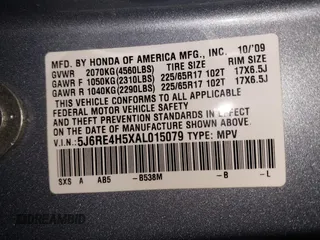 MFD. BY HONDA OF AMERICA MFG., INC. 10/'09
GVWR 2070KG(4560LBS) TIRE SIZE RIM SIZE
GAWR F 1050KG(2310LBS) 225/65R17 102T 17X6.5J
GAWR R 1040KG(2290LBS) 225/65R17 102T 17X6.5J
THIS VEHICLE CONFORMS TO ALL APPLICABLE
FEDERAL MOTOR VEHICLE SAFETY
AND THEFT PREVENTION STANDARDS IN EFFECT ON THE
DATE OF MANUFACTURE SHOWN ABOVE.
V.I.N.: 5J6RE4H5XAL015079 TYPE: MPV
SXS A AB5 -B538M -B -L
DREAMBID